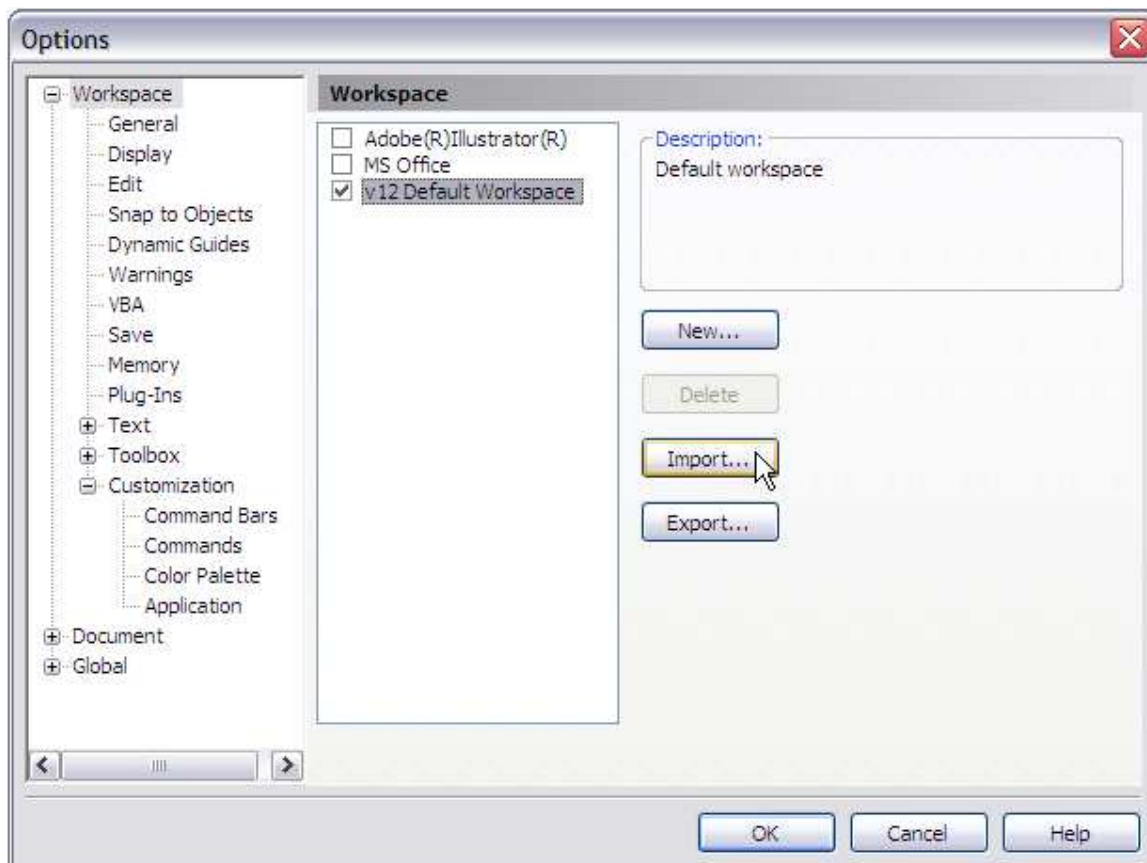 Options
Workspace
General
Display
Edit
Snap to Objects
Dynamic Guides
Warnings
VBA
Save
Memory
Plug-Ins
Text
Toolbox
Customization
Command Bars
Commands
Color Palette
Application
Document
Global
Workspace
Adobe(R)Illustrator(R)
MS Office
v12 Default Workspace
Description:
Default workspace
New...
Delete
Import...
Export...
OK
Cancel
Help